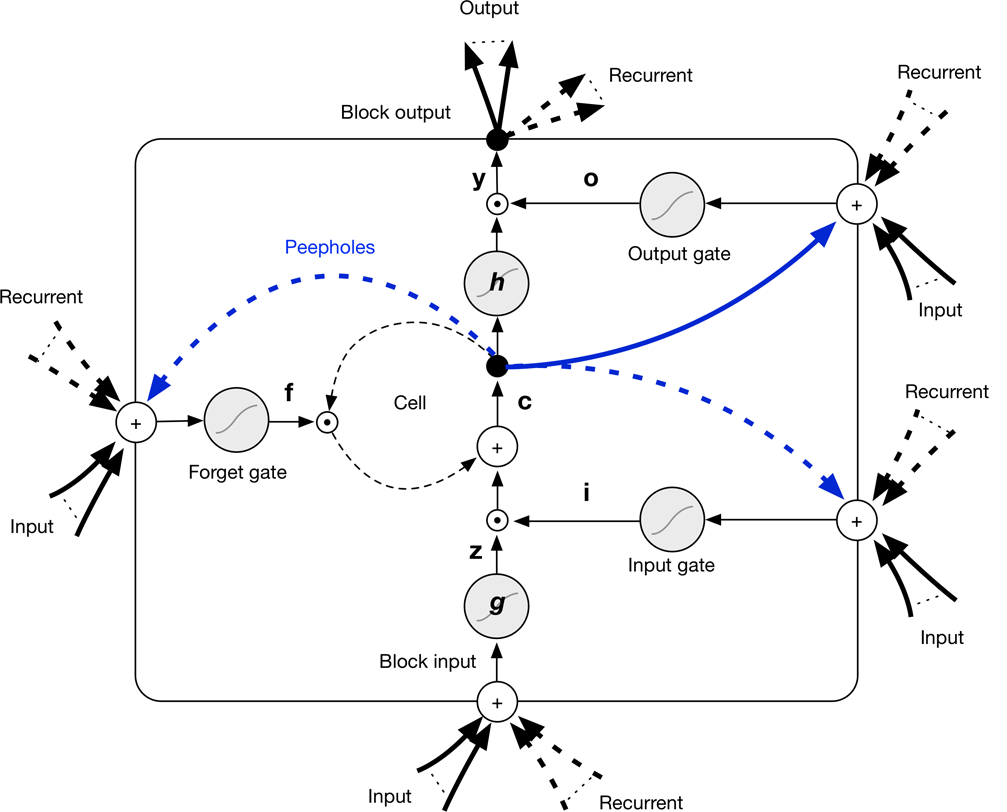 Output
Recurrent
Recurrent
Block output
y
o
+
Output gate
Peepholes
h
Input
Recurrent
Recurrent
f
Cell
c
+
+
Forget gate
i
Input
z
+
Input gate
g
Input
Block input
+
Input
Recurrent